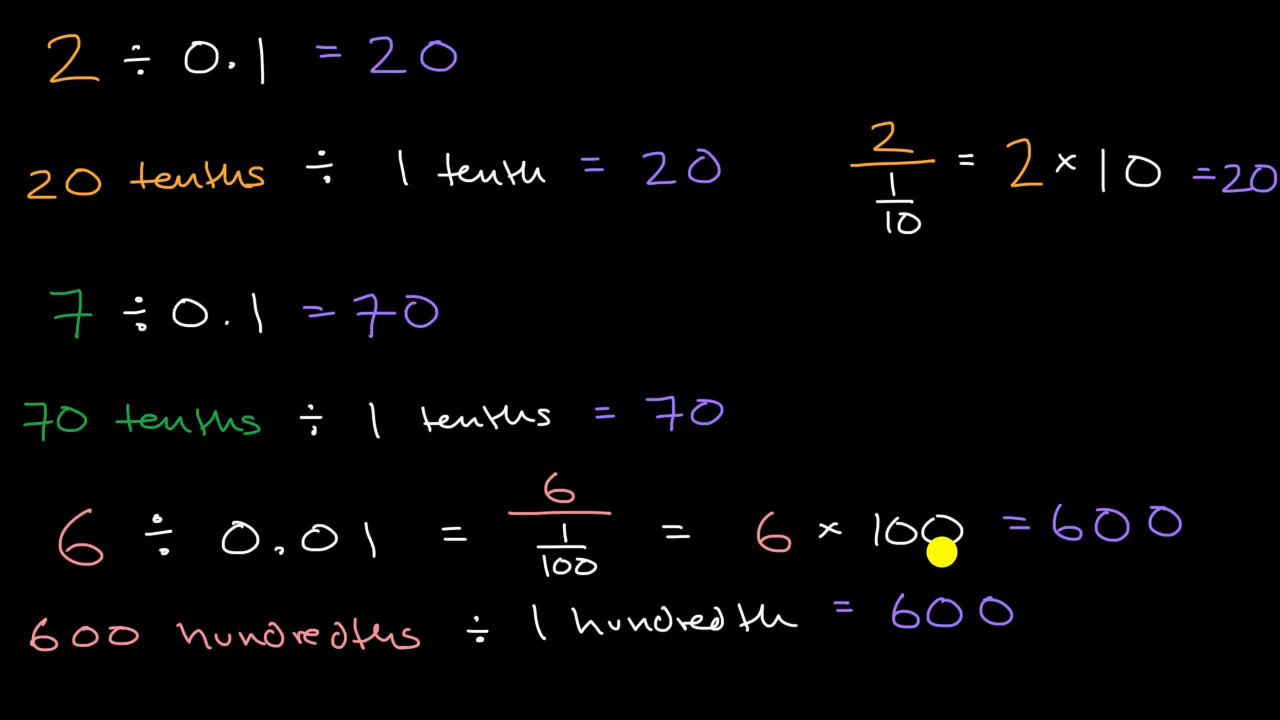 2 ÷ 0.1 = 20
20 tenths ÷ 1 tenth = 20
2/(1/10) = 2 × 10 = 20
7 ÷ 0.1 = 70
70 tenths ÷ 1 tenths = 70
6 ÷ 0.01 = 6/(1/100) = 6 × 100 = 600
600 hundredths ÷ 1 hundredth = 600